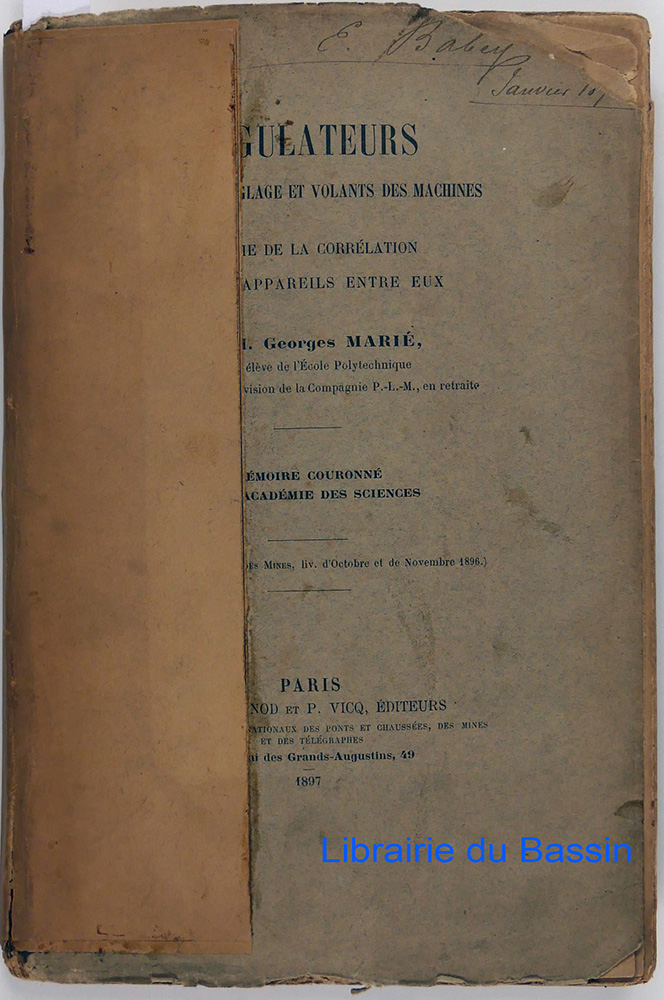 E. Babey
Janvier
GULATEURS
GLAGE ET VOLANTS DES MACHINES
IE DE LA CORRÉLATION
APPAREILS ENTRE EUX
Georges MARIÉ,
élève de l'École Polytechnique
vision de la Compagnie P.-L.-M., en retraite
ÉMOIRE COURONNÉ
ACADÉMIE DES SCIENCES
DES MINES, liv. d'Octobre et de Novembre 1896.)
PARIS
NOD ET P. VICQ, ÉDITEURS
NATIONAUX DES PONTS ET CHAUSSÉES, DES MINES
ET DES TÉLÉGRAPHES
ai des Grands-Augustins, 49
1897
Librairie du Bassin